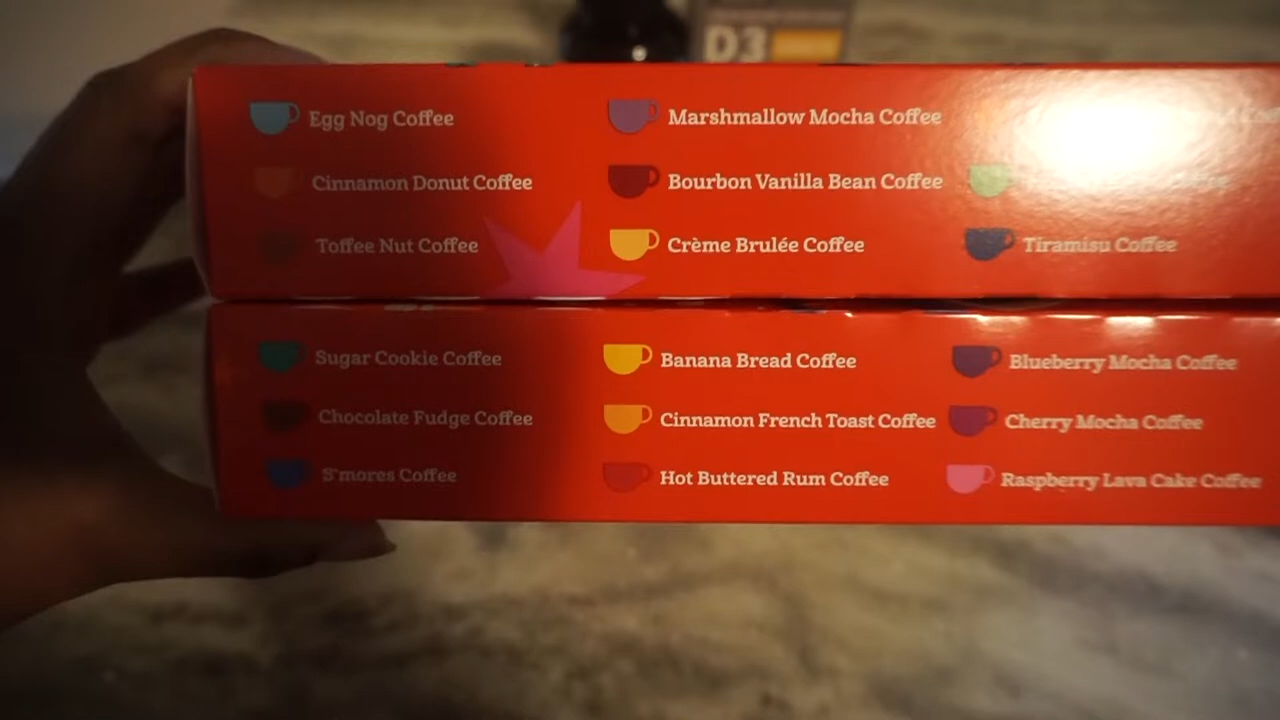 D3
Egg Nog Coffee
Marshmallow Mocha Coffee
Cinnamon Donut Coffee
Bourbon Vanilla Bean Coffee
Toffee Nut Coffee
Crème Brulée Coffee
Tiramisu Coffee
Sugar Cookie Coffee
Banana Bread Coffee
Blueberry Mocha Coffee
Chocolate Fudge Coffee
Cinnamon French Toast Coffee
Cherry Mocha Coffee
S'mores Coffee
Hot Buttered Rum Coffee
Raspberry Lava Cake Coffee